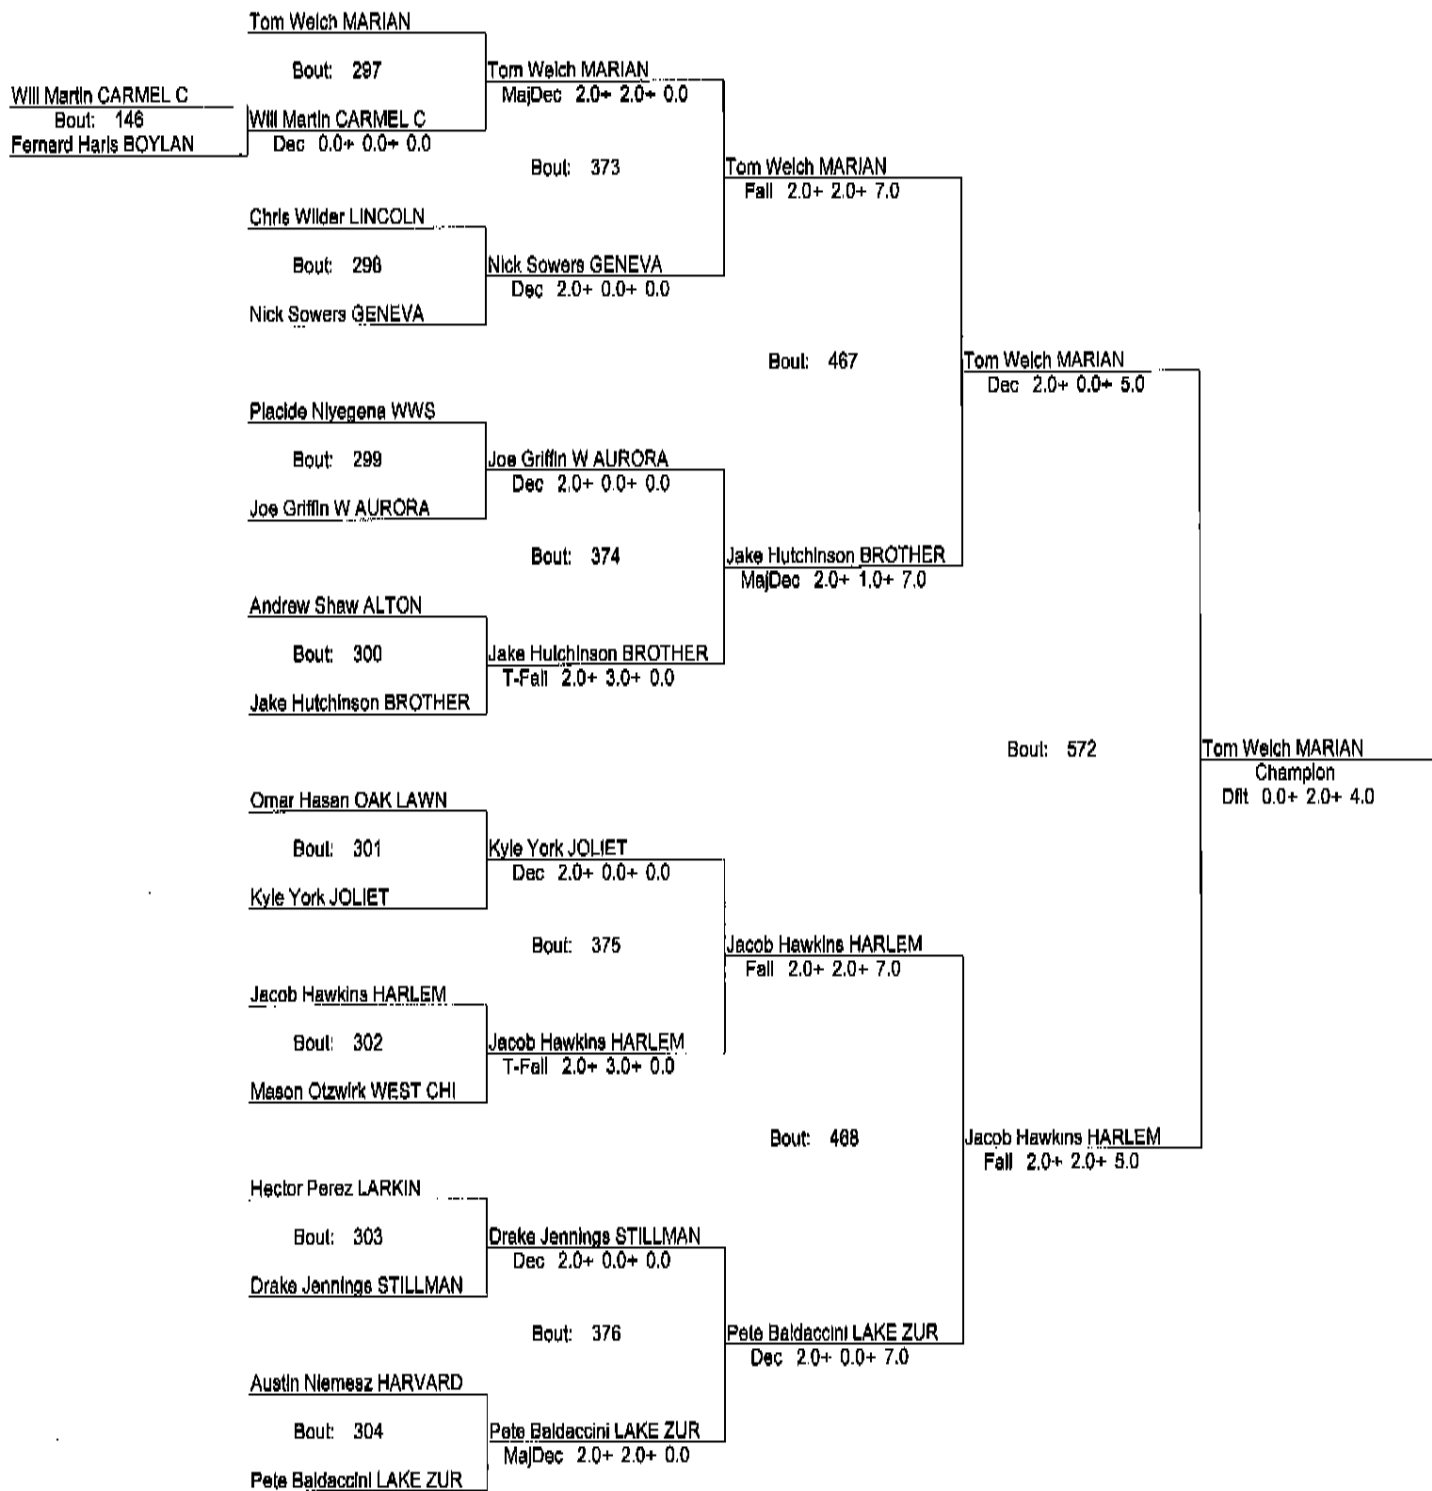 Tom Welch MARIAN
Bout: 297
Tom Welch MARIAN
MajDec 2.0+ 2.0+ 0.0
Will Martin CARMEL C
Bout: 146
Fernard Haris BOYLAN
Will Martin CARMEL C
Dec 0.0+ 0.0+ 0.0
Bout: 373
Tom Welch MARIAN
Fall 2.0+ 2.0+ 7.0
Chris Wilder LINCOLN
Bout: 298
Nick Sowers GENEVA
Dec 2.0+ 0.0+ 0.0
Nick Sowers GENEVA
Bout: 467
Tom Welch MARIAN
Dec 2.0+ 0.0+ 5.0
Placide Niyegena WWS
Bout: 299
Joe Griffin W AURORA
Dec 2.0+ 0.0+ 0.0
Joe Griffin W AURORA
Bout: 374
Jake Hutchinson BROTHER
MajDec 2.0+ 1.0+ 7.0
Andrew Shaw ALTON
Bout: 300
Jake Hutchinson BROTHER
T-Fall 2.0+ 3.0+ 0.0
Jake Hutchinson BROTHER
Bout: 572
Tom Welch MARIAN
Champion
Dflt 0.0+ 2.0+ 4.0
Omar Hasan OAK LAWN
Bout: 301
Kyle York JOLIET
Dec 2.0+ 0.0+ 0.0
Kyle York JOLIET
Bout: 375
Jacob Hawkins HARLEM
Fall 2.0+ 2.0+ 7.0
Jacob Hawkins HARLEM
Bout: 302
Jacob Hawkins HARLEM
T-Fall 2.0+ 3.0+ 0.0
Mason Otzwirk WEST CHI
Bout: 468
Jacob Hawkins HARLEM
Fall 2.0+ 2.0+ 5.0
Hector Perez LARKIN
Bout: 303
Drake Jennings STILLMAN
Dec 2.0+ 0.0+ 0.0
Drake Jennings STILLMAN
Bout: 376
Pete Baldaccini LAKE ZUR
Dec 2.0+ 0.0+ 7.0
Austin Niemesz HARVARD
Bout: 304
Pete Baldaccini LAKE ZUR
MajDec 2.0+ 2.0+ 0.0
Pete Baldaccini LAKE ZUR